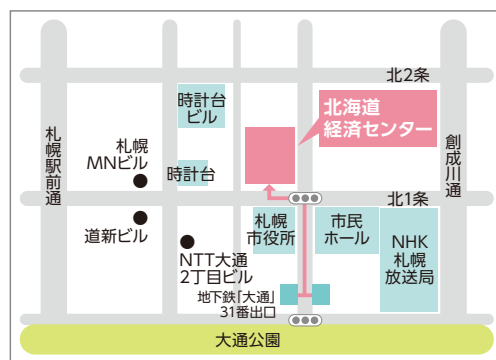 北2条
時計台
ビル
北海道
経済センター
札幌駅前通
創成川通
札幌
MNビル
時計台
北1条
道新ビル
札幌
市役所
市民
ホール
NHK
札幌
放送局
NTT大通
2丁目ビル
地下鉄「大通」
31番出口
大通公園